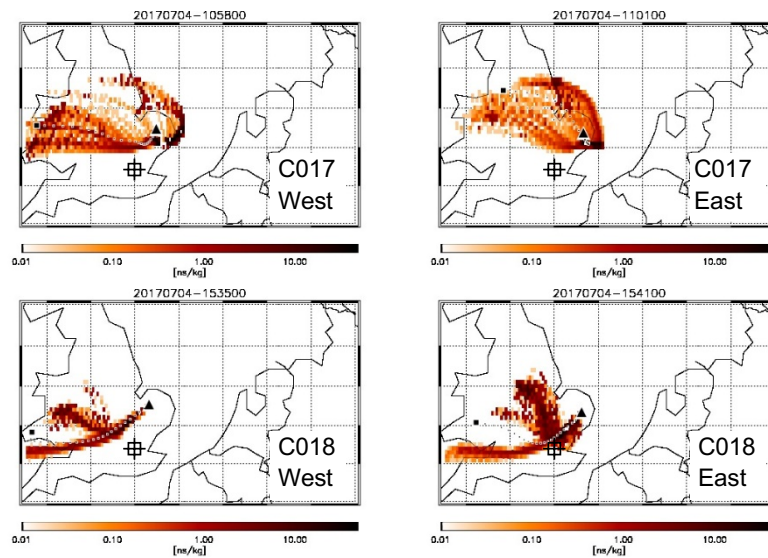 20170704-105800
20170704-110100
C017
West
C017
East
0.01 0.10 1.00 10.00
[ns/kg]
0.01 0.10 1.00 10.00
[ns/kg]
20170704-153500
20170704-154100
C018
West
C018
East
0.01 0.10 1.00 10.00
[ns/kg]
0.01 0.10 1.00 10.00
[ns/kg]